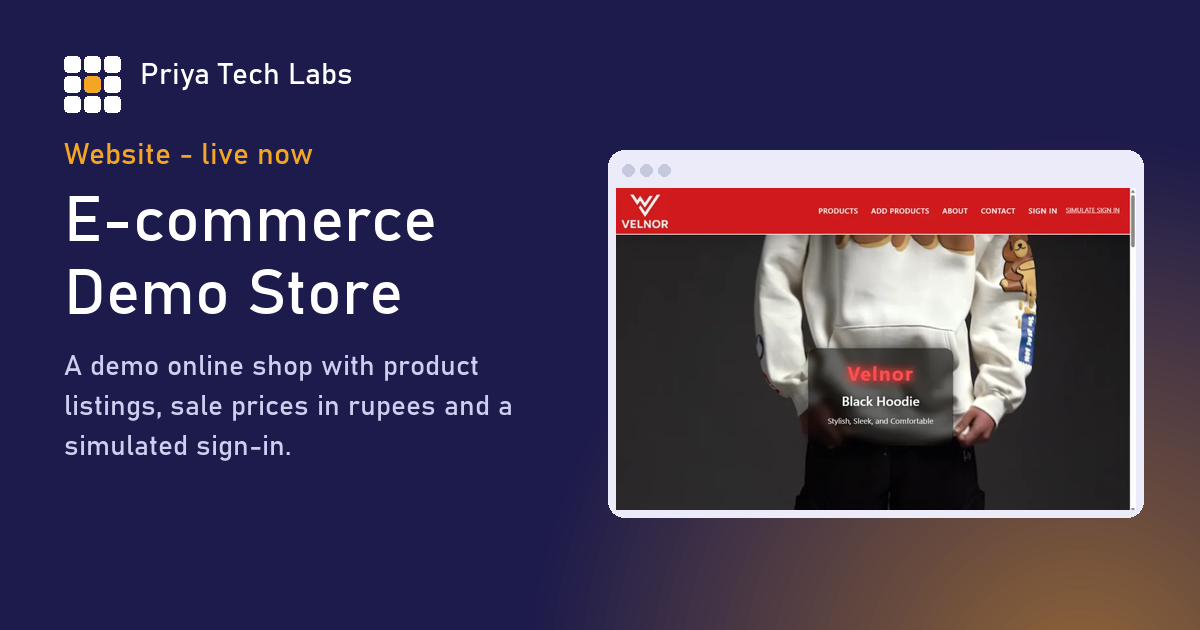 Priya Tech Labs
Website - live now
E-commerce
Demo Store
A demo online shop with product
listings, sale prices in rupees and a
simulated sign-in.
VELNOR
PRODUCTS ADD PRODUCTS ABOUT CONTACT SIGN IN SIMULATE SIGN IN
Velnor
Black Hoodie
Stylish, Sleek, and Comfortable